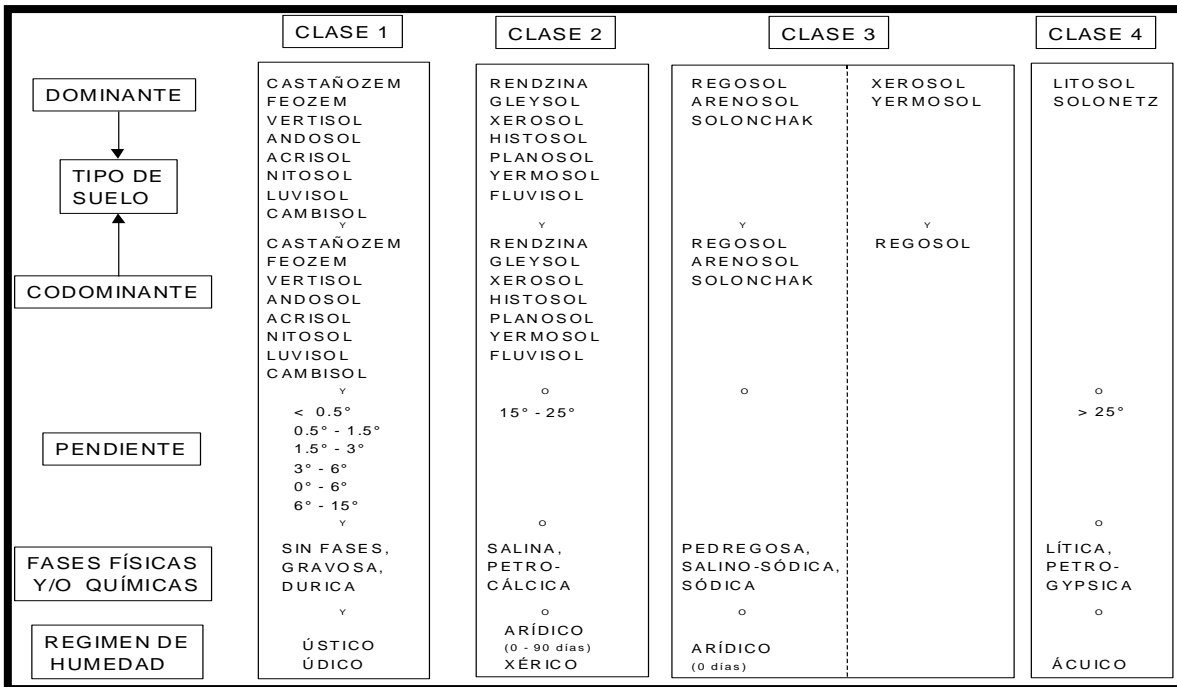 CLASE 1
CLASE 2
CLASE 3
CLASE 4
DOMINANTE
TIPO DE
SUELO
CODOMINANTE
PENDIENTE
FASES FÍSICAS
Y/O QUÍMICAS
REGIMEN DE
HUMEDAD
CASTAÑOZEM
FEOZEM
VERTISOL
ANDOSOL
ACRISOL
NITOSOL
LUVISOL
CAMBISOL
Y
CASTAÑOZEM
FEOZEM
VERTISOL
ANDOSOL
ACRISOL
NITOSOL
LUVISOL
CAMBISOL
Y
< 0.5°
0.5° - 1.5°
1.5° - 3°
3° - 6°
0° - 6°
6° - 15°
Y
SIN FASES,
GRAVOSA,
DURICA
Y
ÚSTICO
ÚDICO
RENDZINA
GLEYSOL
XEROSOL
HISTOSOL
PLANOSOL
YERMOSOL
FLUVISOL
Y
RENDZINA
GLEYSOL
XEROSOL
HISTOSOL
PLANOSOL
YERMOSOL
FLUVISOL
O
15° - 25°
O
SALINA,
PETRO-
CÁLCICA
O
ARÍDICO
(0 - 90 días)
XÉRICO
REGOSOL
ARENOSOL
SOLONCHAK
Y
REGOSOL
ARENOSOL
SOLONCHAK
O
PEDREGOSA,
SALINO-SÓDICA,
SÓDICA
O
ARÍDICO
(0 días)
XEROSOL
YERMOSOL
Y
REGOSOL
LITOSOL
SOLONETZ
O
> 25°
O
LÍTICA,
PETRO-
GYPSICA
O
ÁCUICO